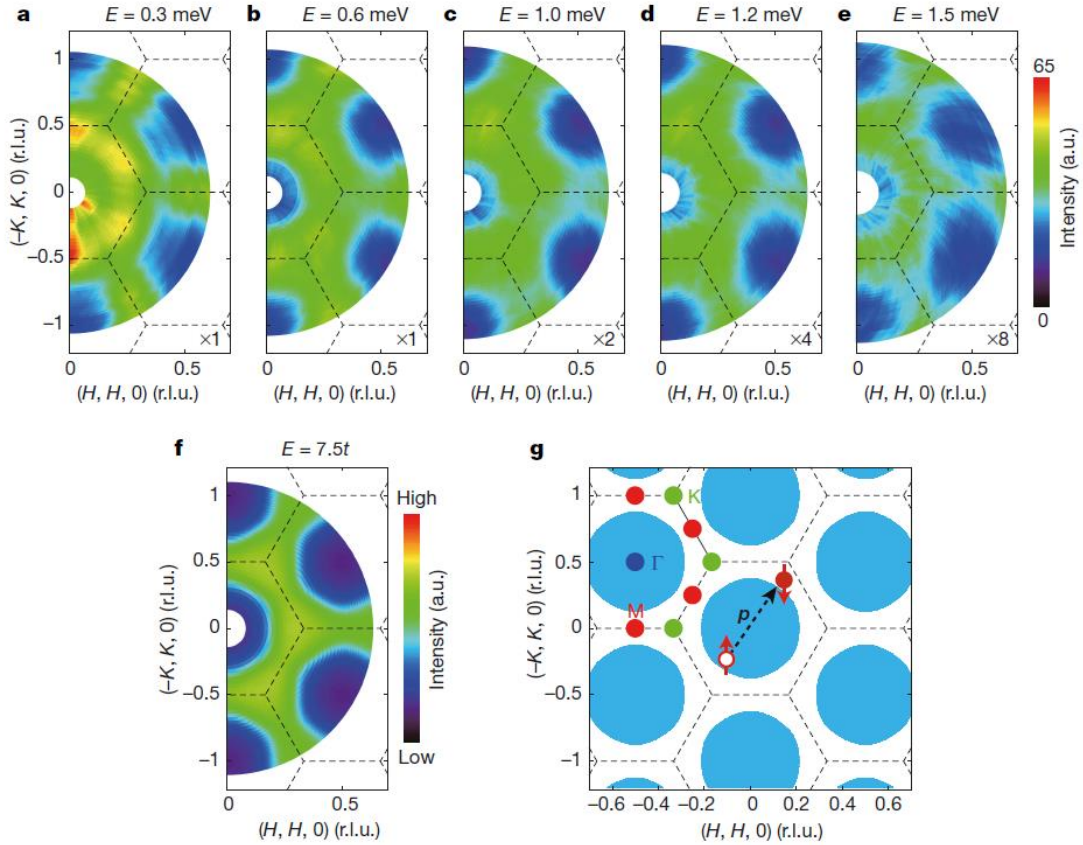 a E = 0.3 meV b E = 0.6 meV c E = 1.0 meV d E = 1.2 meV e E = 1.5 meV
1
0.5
0
−0.5
−1
(–K, K, 0) (r.l.u.)
×1 ×1 ×2 ×4 ×8
0 0.5 0 0.5 0 0.5 0 0.5 0 0.5
(H, H, 0) (r.l.u.) (H, H, 0) (r.l.u.) (H, H, 0) (r.l.u.) (H, H, 0) (r.l.u.) (H, H, 0) (r.l.u.)
65
Intensity (a.u.)
0
f E = 7.5t
1
0.5
0
−0.5
−1
(–K, K, 0) (r.l.u.)
0 0.5
(H, H, 0) (r.l.u.)
High
Intensity (a.u.)
Low
g
1
0.5
0
−0.5
−1
(–K, K, 0) (r.l.u.)
K
Γ
M
p
−0.6 −0.4 −0.2 0 0.2 0.4 0.6
(H, H, 0) (r.l.u.)